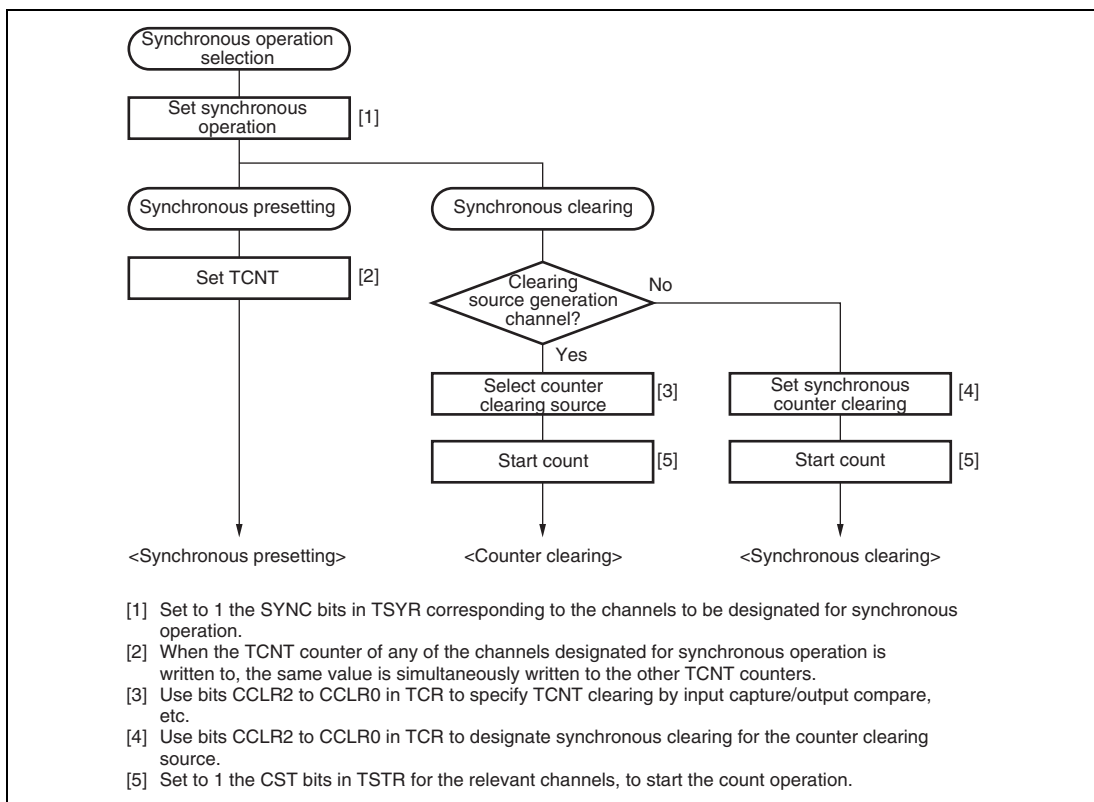 Synchronous operation
selection
Set synchronous
operation
[1]
Synchronous presetting
Synchronous clearing
Set TCNT
[2]
Clearing
source generation
channel?
No
Yes
Select counter
clearing source
[3]
Set synchronous
counter clearing
[4]
Start count
[5]
Start count
[5]
<Synchronous presetting>
<Counter clearing>
<Synchronous clearing>
[1] Set to 1 the SYNC bits in TSYR corresponding to the channels to be designated for synchronous
operation.
[2] When the TCNT counter of any of the channels designated for synchronous operation is
written to, the same value is simultaneously written to the other TCNT counters.
[3] Use bits CCLR2 to CCLR0 in TCR to specify TCNT clearing by input capture/output compare,
etc.
[4] Use bits CCLR2 to CCLR0 in TCR to designate synchronous clearing for the counter clearing
source.
[5] Set to 1 the CST bits in TSTR for the relevant channels, to start the count operation.